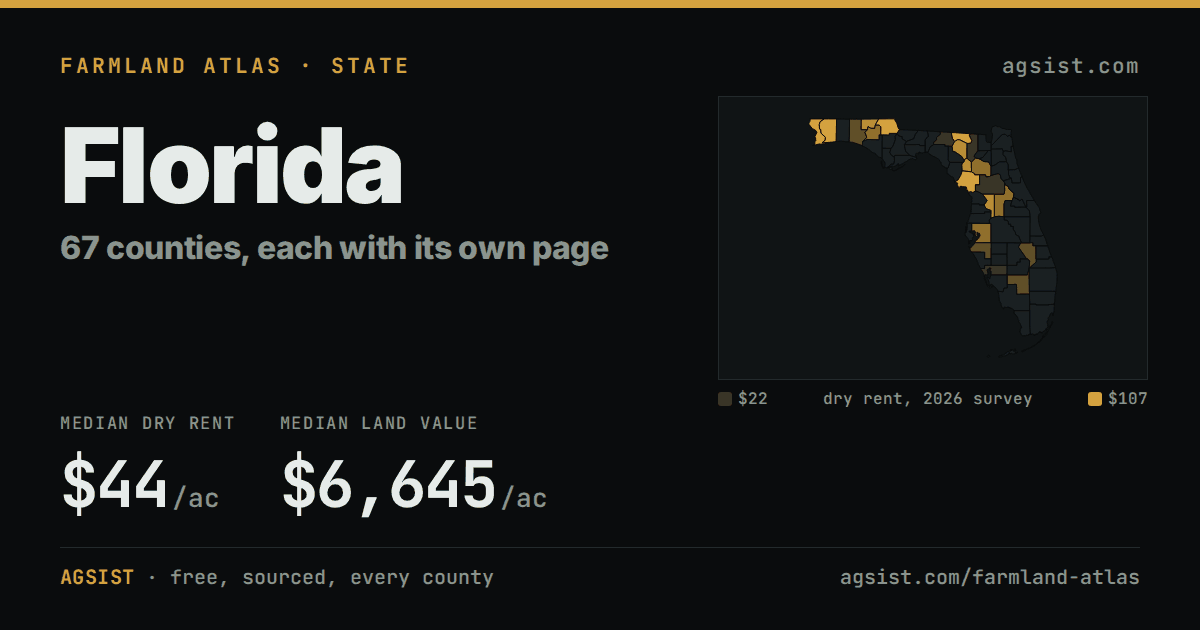 FARMLAND ATLAS · STATE
agsist.com
Florida
67 counties, each with its own page
$22
dry rent, 2026 survey
$107
MEDIAN DRY RENT
MEDIAN LAND VALUE
$44/ac
$6,645/ac
AGSIST · free, sourced, every county
agsist.com/farmland-atlas